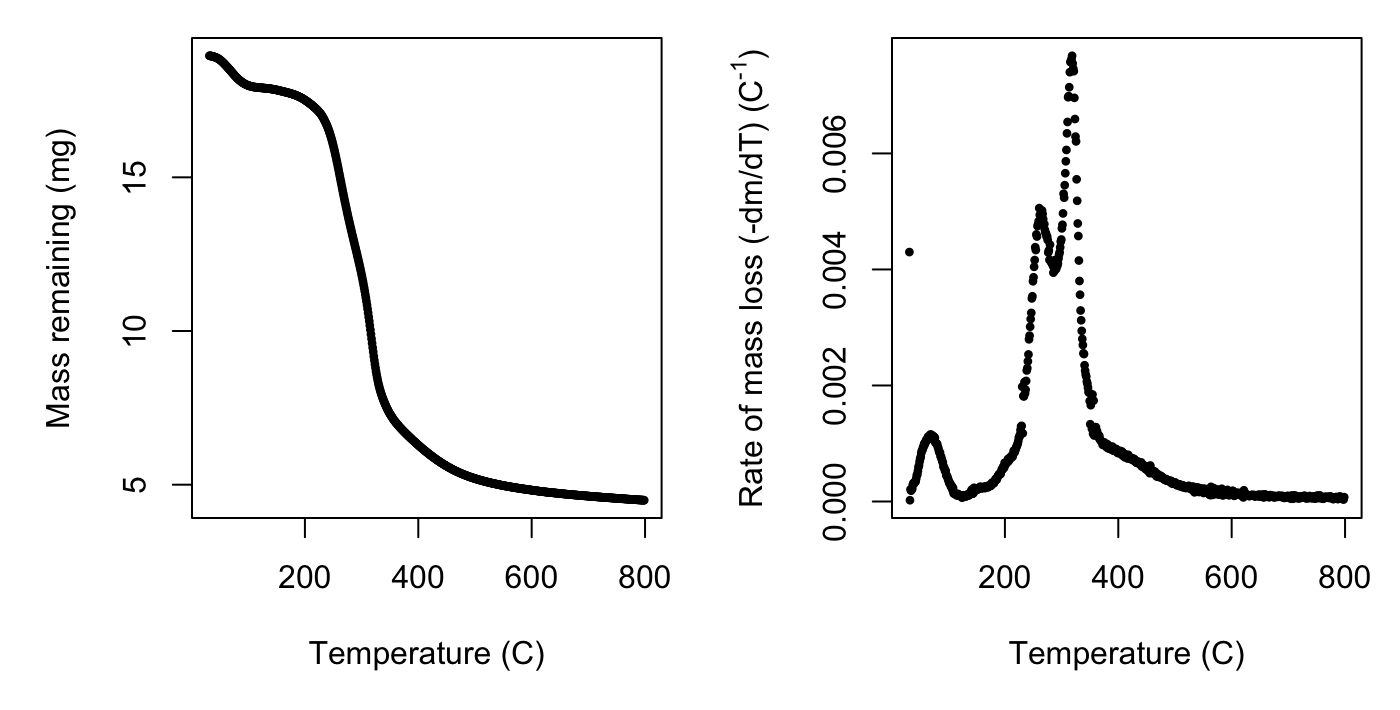 Mass remaining (mg)
15
10
5
200 400 600 800
Temperature (C)
Rate of mass loss (-dm/dT) (C⁻¹)
0.006
0.004
0.002
0.000
200 400 600 800
Temperature (C)